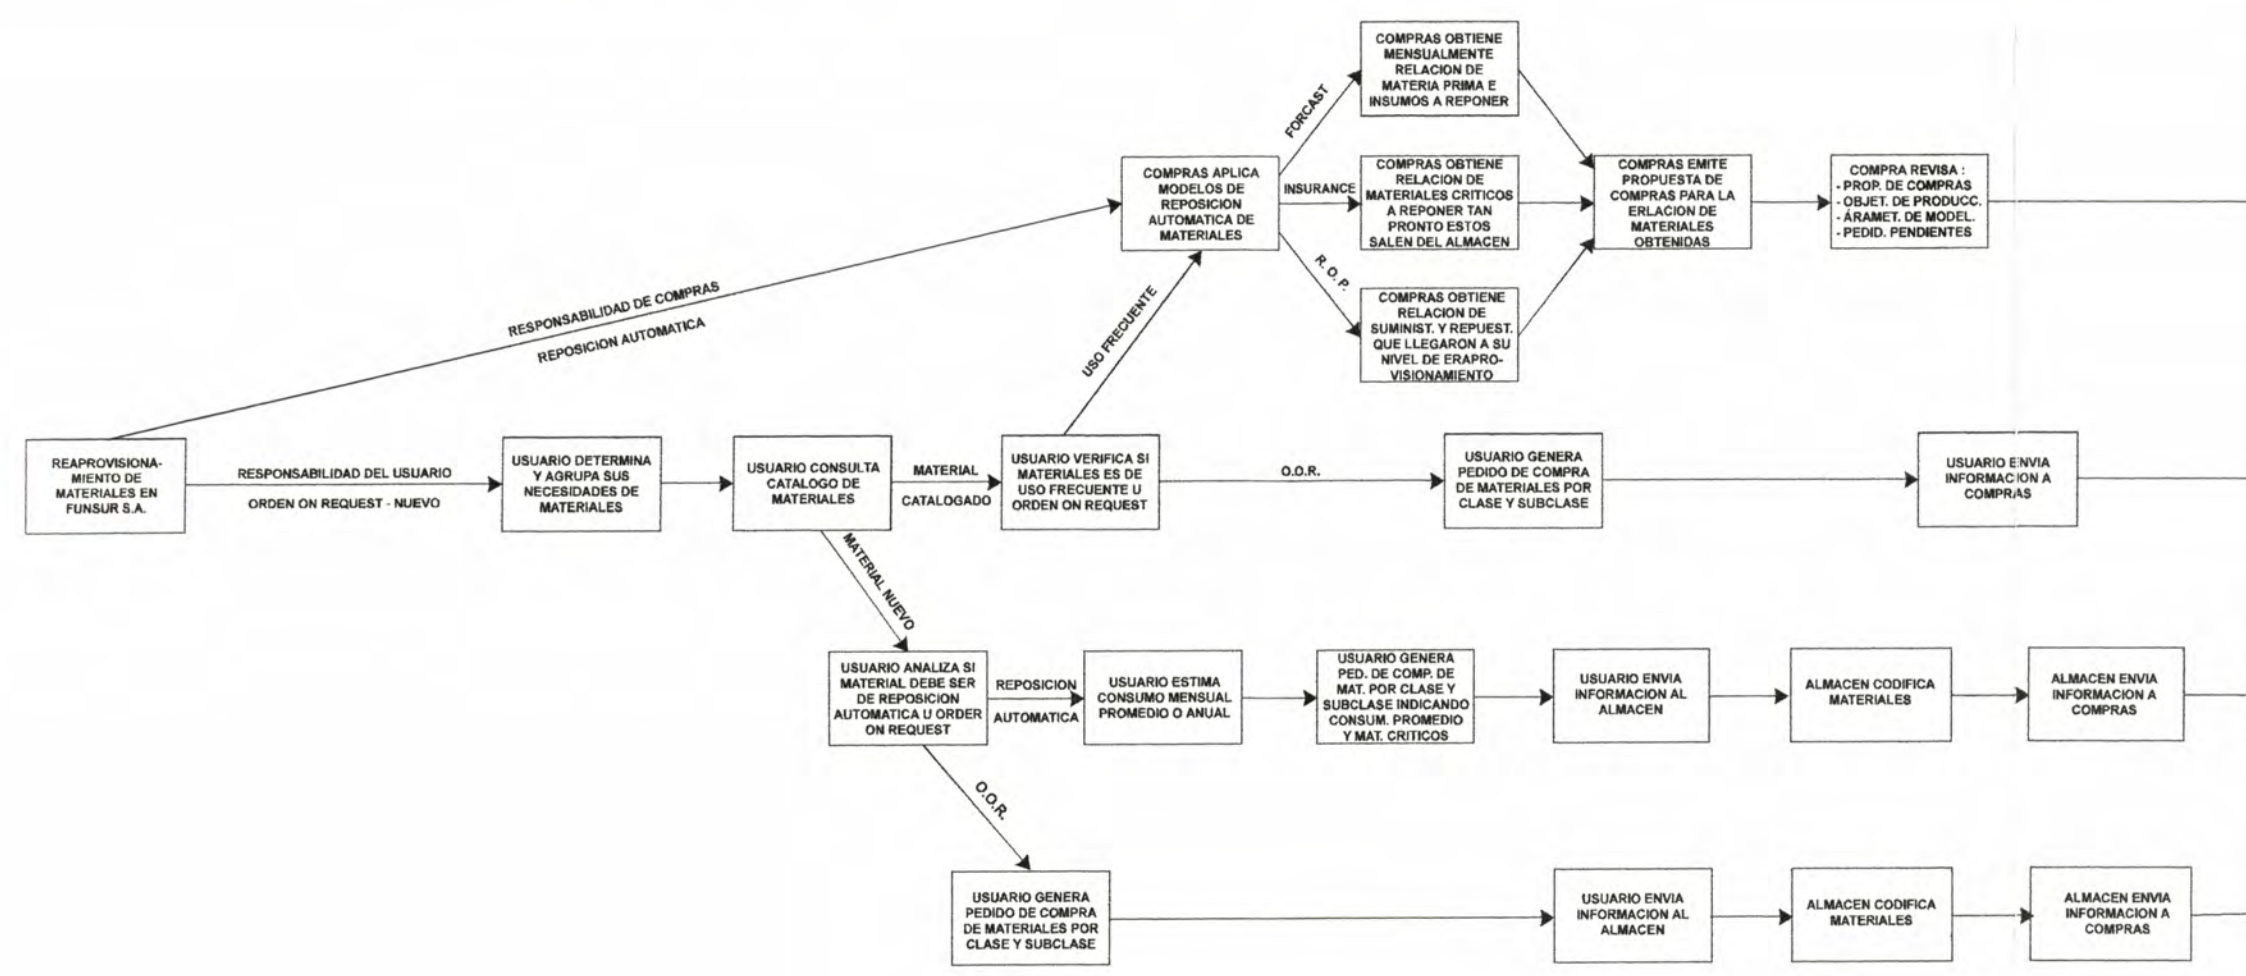 COMPRAS OBTIENE
MENSUALMENTE
RELACION DE
MATERIA PRIMA E
INSUMOS A REPONER
FORCAST
COMPRAS APLICA
MODELOS DE
REPOSICION
AUTOMATICA DE
MATERIALES
INSURANCE
COMPRAS OBTIENE
RELACION DE
MATERIALES CRITICOS
A REPONER TAN
PRONTO ESTOS
SALEN DEL ALMACEN
COMPRAS EMITE
PROPUESTA DE
COMPRAS PARA LA
ERLACION DE
MATERIALES
OBTENIDAS
COMPRA REVISA :
- PROP. DE COMPRAS
- OBJET. DE PRODUCC.
- ÁRAMET. DE MODEL.
- PEDID. PENDIENTES
R. O. P.
COMPRAS OBTIENE
RELACION DE
SUMINIST. Y REPUEST.
QUE LLEGARON A SU
NIVEL DE ERAPRO-
VISIONAMIENTO
RESPONSABILIDAD DE COMPRAS
REPOSICION AUTOMATICA
USO FRECUENTE
REAPROVISIONA-
MIENTO DE
MATERIALES EN
FUNSUR S.A.
RESPONSABILIDAD DEL USUARIO
ORDEN ON REQUEST - NUEVO
USUARIO DETERMINA
Y AGRUPA SUS
NECESIDADES DE
MATERIALES
USUARIO CONSULTA
CATALOGO DE
MATERIALES
MATERIAL
CATALOGADO
USUARIO VERIFICA SI
MATERIALES ES DE
USO FRECUENTE U
ORDEN ON REQUEST
O.O.R.
USUARIO GENERA
PEDIDO DE COMPRA
DE MATERIALES POR
CLASE Y SUBCLASE
USUARIO ENVIA
INFORMACION A
COMPRAS
MATERIAL NUEVO
USUARIO ANALIZA SI
MATERIAL DEBE SER
DE REPOSICION
AUTOMATICA U ORDER
ON REQUEST
REPOSICION
AUTOMATICA
USUARIO ESTIMA
CONSUMO MENSUAL
PROMEDIO O ANUAL
USUARIO GENERA
PED. DE COMP. DE
MAT. POR CLASE Y
SUBCLASE INDICANDO
CONSUM. PROMEDIO
Y MAT. CRITICOS
USUARIO ENVIA
INFORMACION AL
ALMACEN
ALMACEN CODIFICA
MATERIALES
ALMACEN ENVIA
INFORMACION A
COMPRAS
O.O.R.
USUARIO GENERA
PEDIDO DE COMPRA
DE MATERIALES POR
CLASE Y SUBCLASE
USUARIO ENVIA
INFORMACION AL
ALMACEN
ALMACEN CODIFICA
MATERIALES
ALMACEN ENVIA
INFORMACION A
COMPRAS